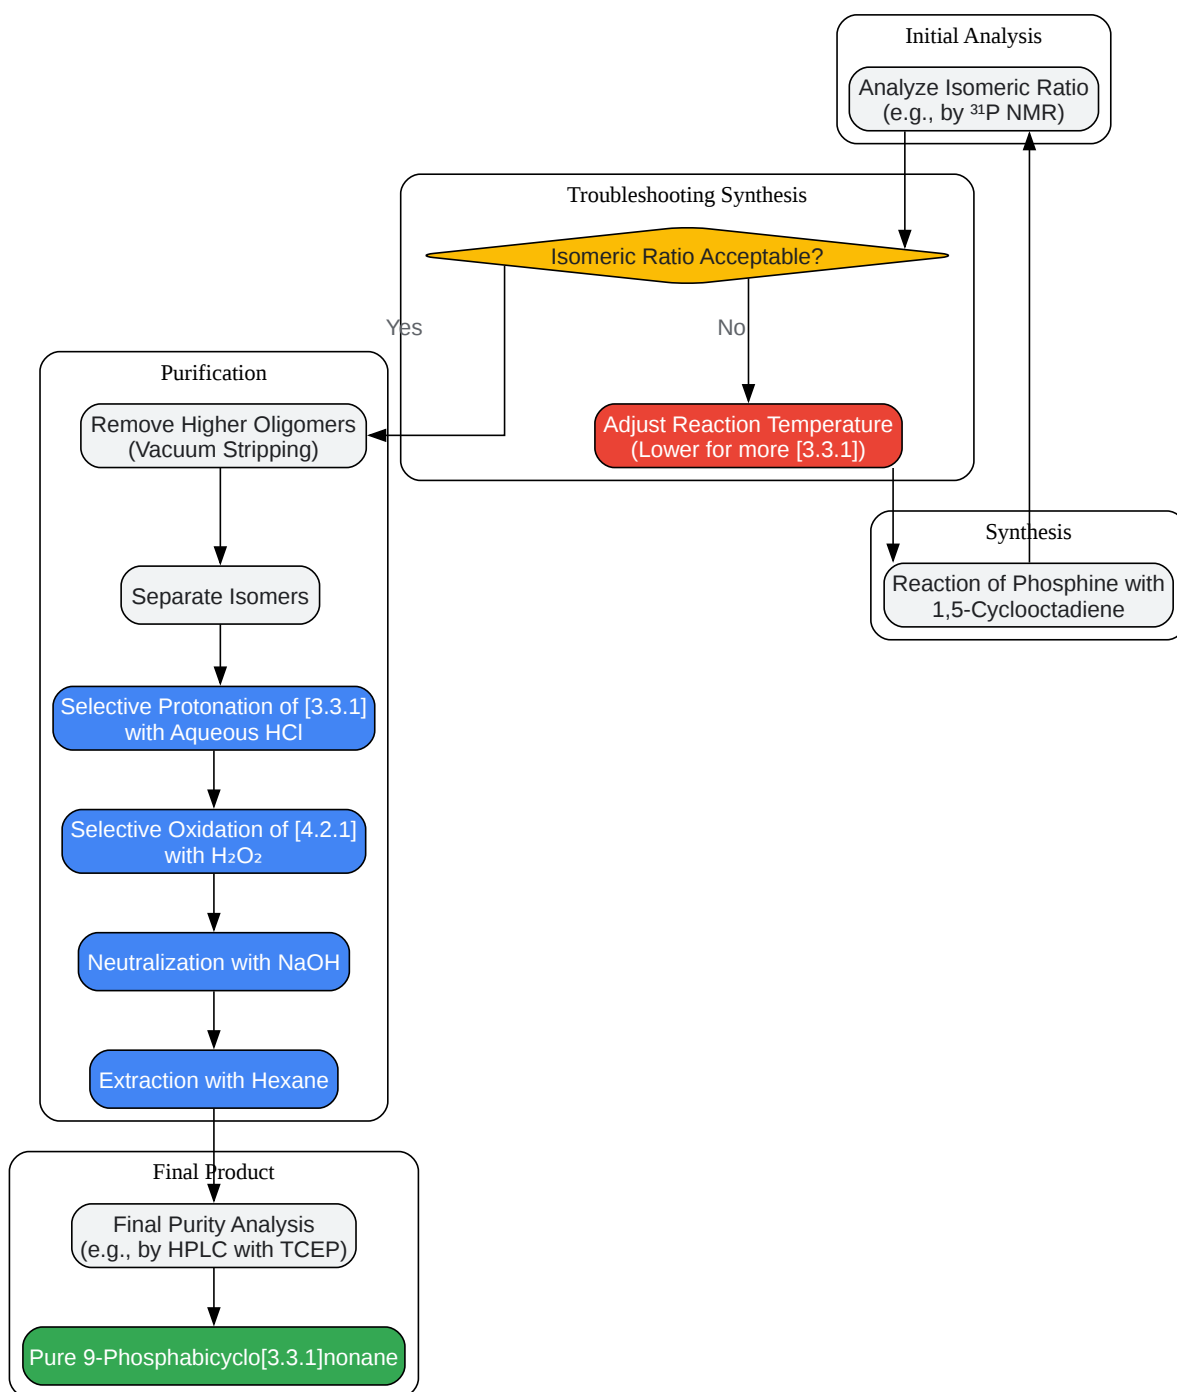 Initial Analysis
Analyze Isomeric Ratio
(e.g., by ³¹P NMR)
Troubleshooting Synthesis
Isomeric Ratio Acceptable?
Yes
No
Purification
Remove Higher Oligomers
(Vacuum Stripping)
Adjust Reaction Temperature
(Lower for more [3.3.1])
Synthesis
Reaction of Phosphine with
1,5-Cyclooctadiene
Separate Isomers
Selective Protonation of [3.3.1]
with Aqueous HCl
Selective Oxidation of [4.2.1]
with H₂O₂
Neutralization with NaOH
Extraction with Hexane
Final Product
Final Purity Analysis
(e.g., by HPLC with TCEP)
Pure 9-Phosphabicyclo[3.3.1]nonane